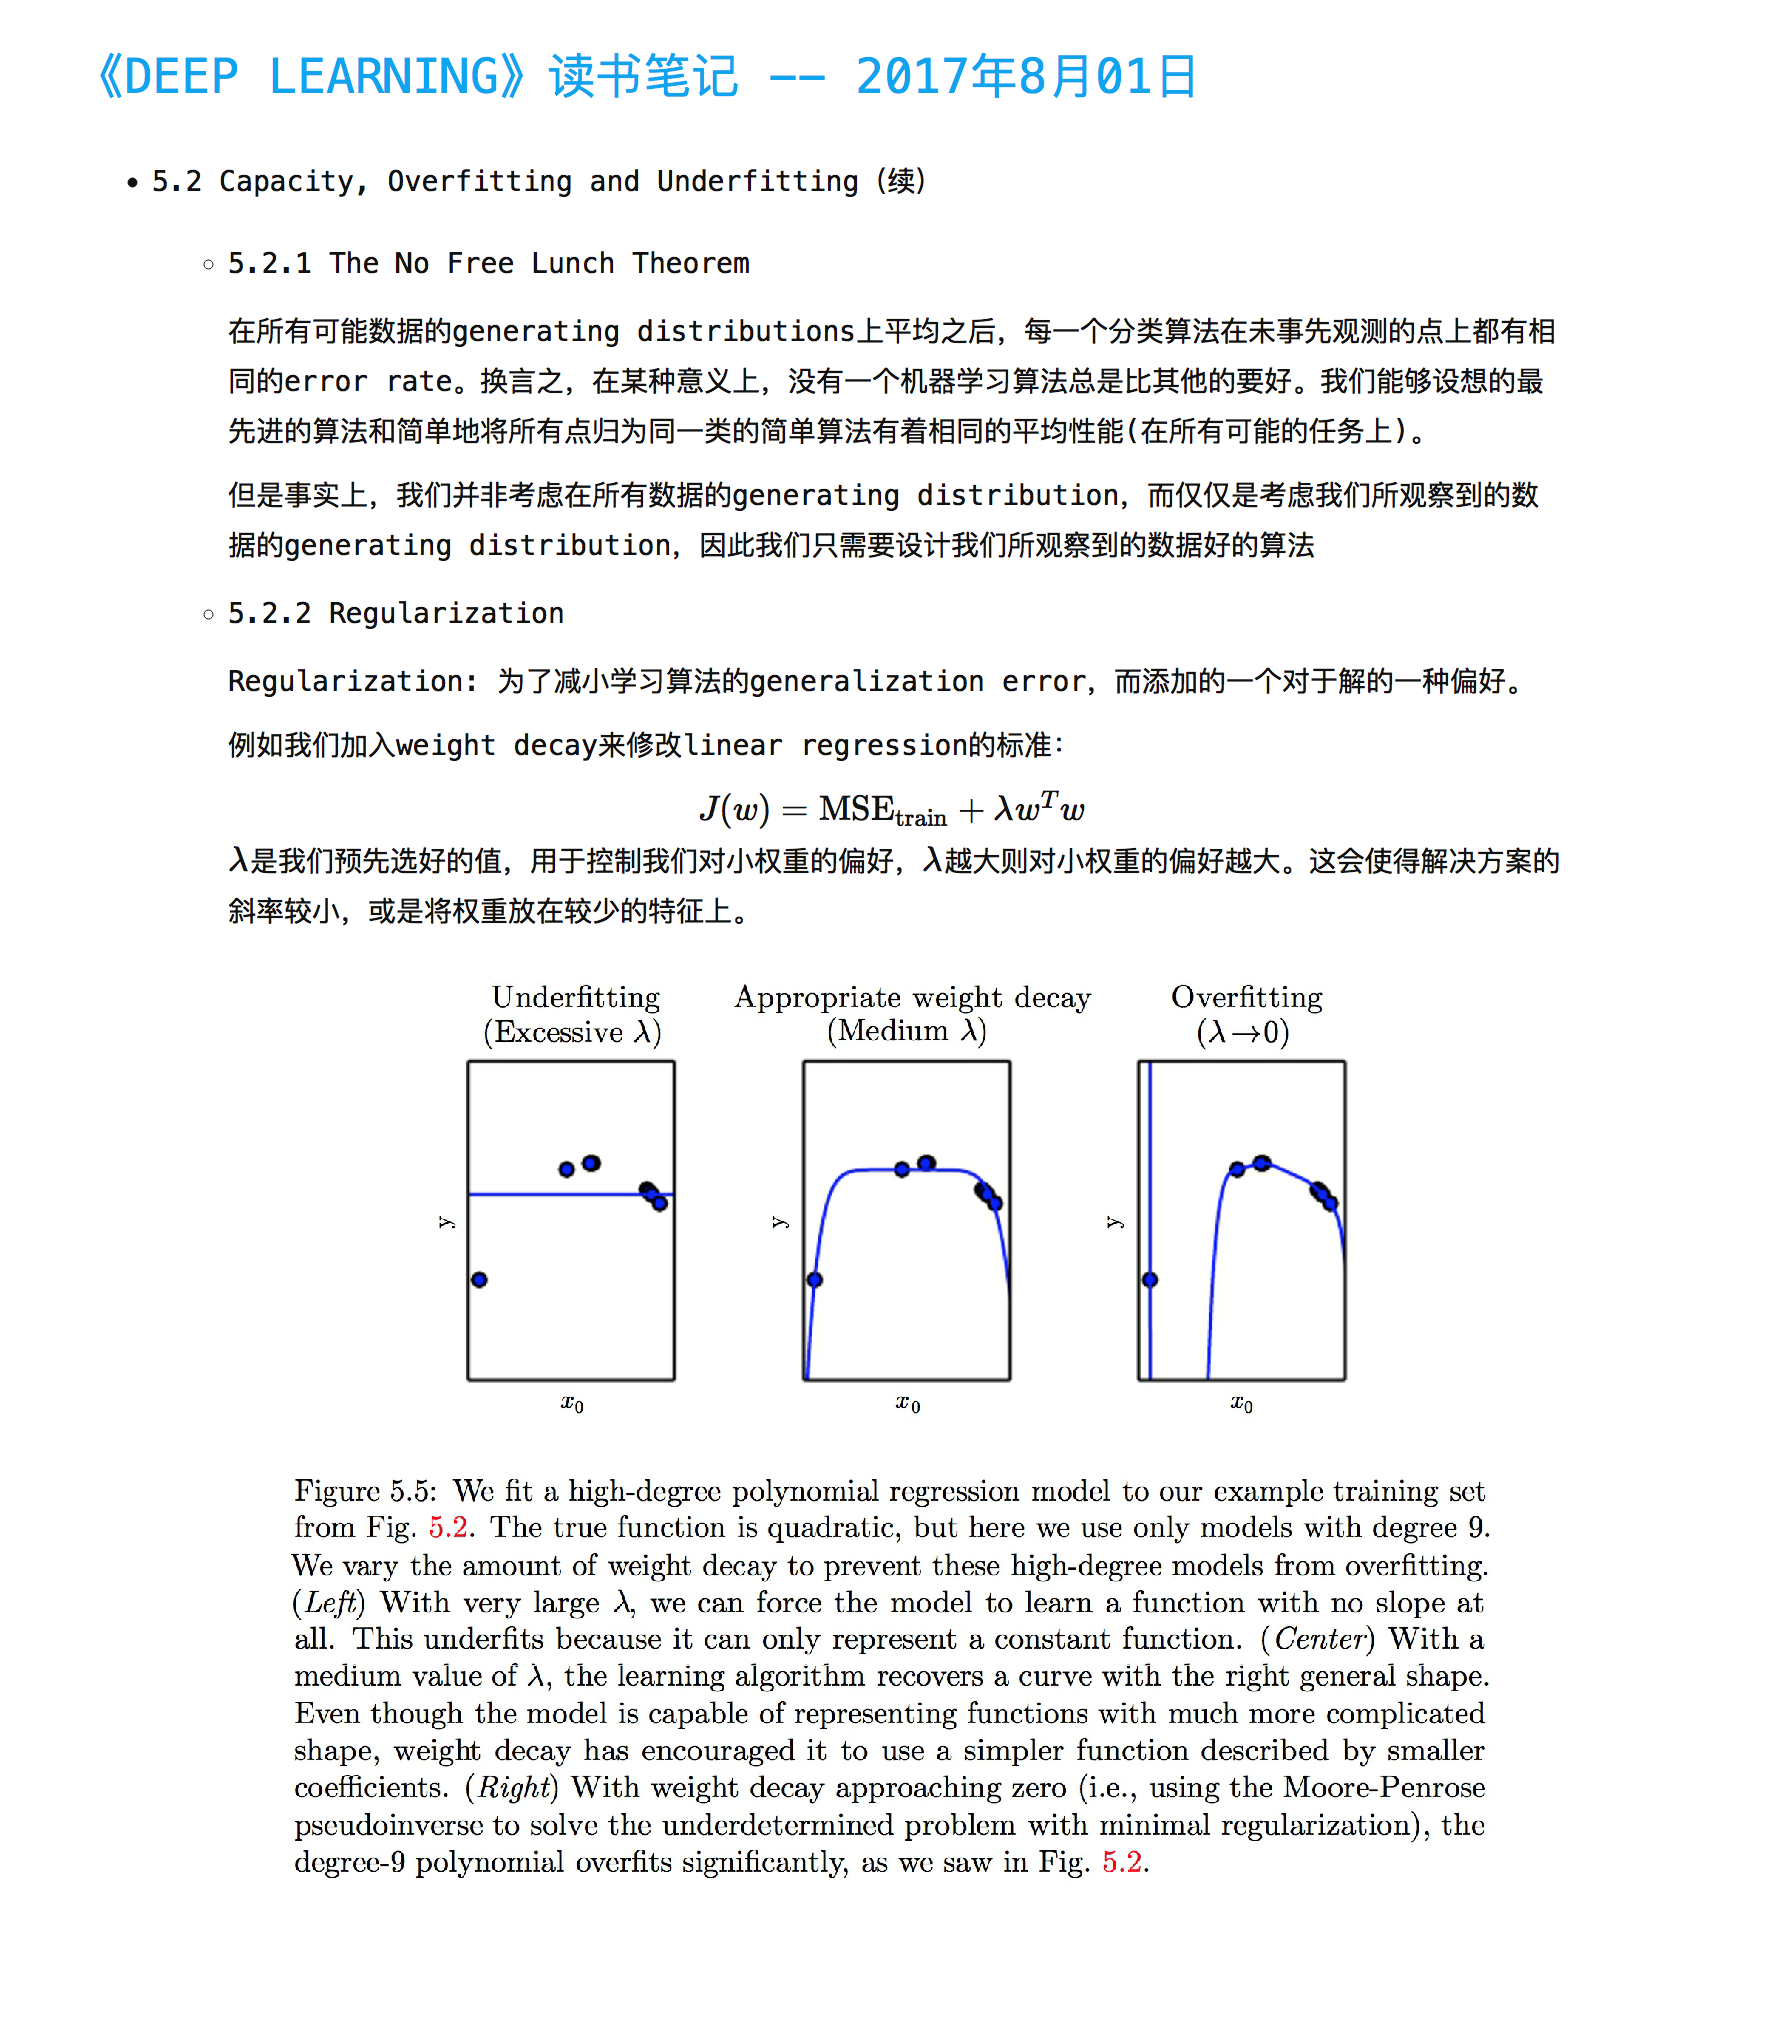 《DEEP LEARNING》读书笔记 —— 2017年8月01日
• 5.2 Capacity, Overfitting and Underfitting（续）
◦ 5.2.1 The No Free Lunch Theorem
在所有可能数据的generating distributions上平均之后，每一个分类算法在未事先观测的点上都有相
同的error rate。换言之，在某种意义上，没有一个机器学习算法总是比其他的要好。我们能够设想的最
先进的算法和简单地将所有点归为同一类的简单算法有着相同的平均性能(在所有可能的任务上)。
但是事实上，我们并非考虑在所有数据的generating distribution，而仅仅是考虑我们所观察到的数
据的generating distribution，因此我们只需要设计我们所观察到的数据好的算法
◦ 5.2.2 Regularization
Regularization: 为了减小学习算法的generalization error，而添加的一个对于解的一种偏好。
例如我们加入weight decay来修改linear regression的标准：
J(w) = MSE_train + λw^T w
λ是我们预先选好的值，用于控制我们对小权重的偏好，λ越大则对小权重的偏好越大。这会使得解决方案的
斜率较小，或是将权重放在较少的特征上。
Underfitting
(Excessive λ)
Appropriate weight decay
(Medium λ)
Overfitting
(λ→0)
y
y
y
x₀
x₀
x₀
Figure 5.5: We fit a high-degree polynomial regression model to our example training set
from Fig. 5.2. The true function is quadratic, but here we use only models with degree 9.
We vary the amount of weight decay to prevent these high-degree models from overfitting.
(Left) With very large λ, we can force the model to learn a function with no slope at
all. This underfits because it can only represent a constant function. (Center) With a
medium value of λ, the learning algorithm recovers a curve with the right general shape.
Even though the model is capable of representing functions with much more complicated
shape, weight decay has encouraged it to use a simpler function described by smaller
coefficients. (Right) With weight decay approaching zero (i.e., using the Moore-Penrose
pseudoinverse to solve the underdetermined problem with minimal regularization), the
degree-9 polynomial overfits significantly, as we saw in Fig. 5.2.